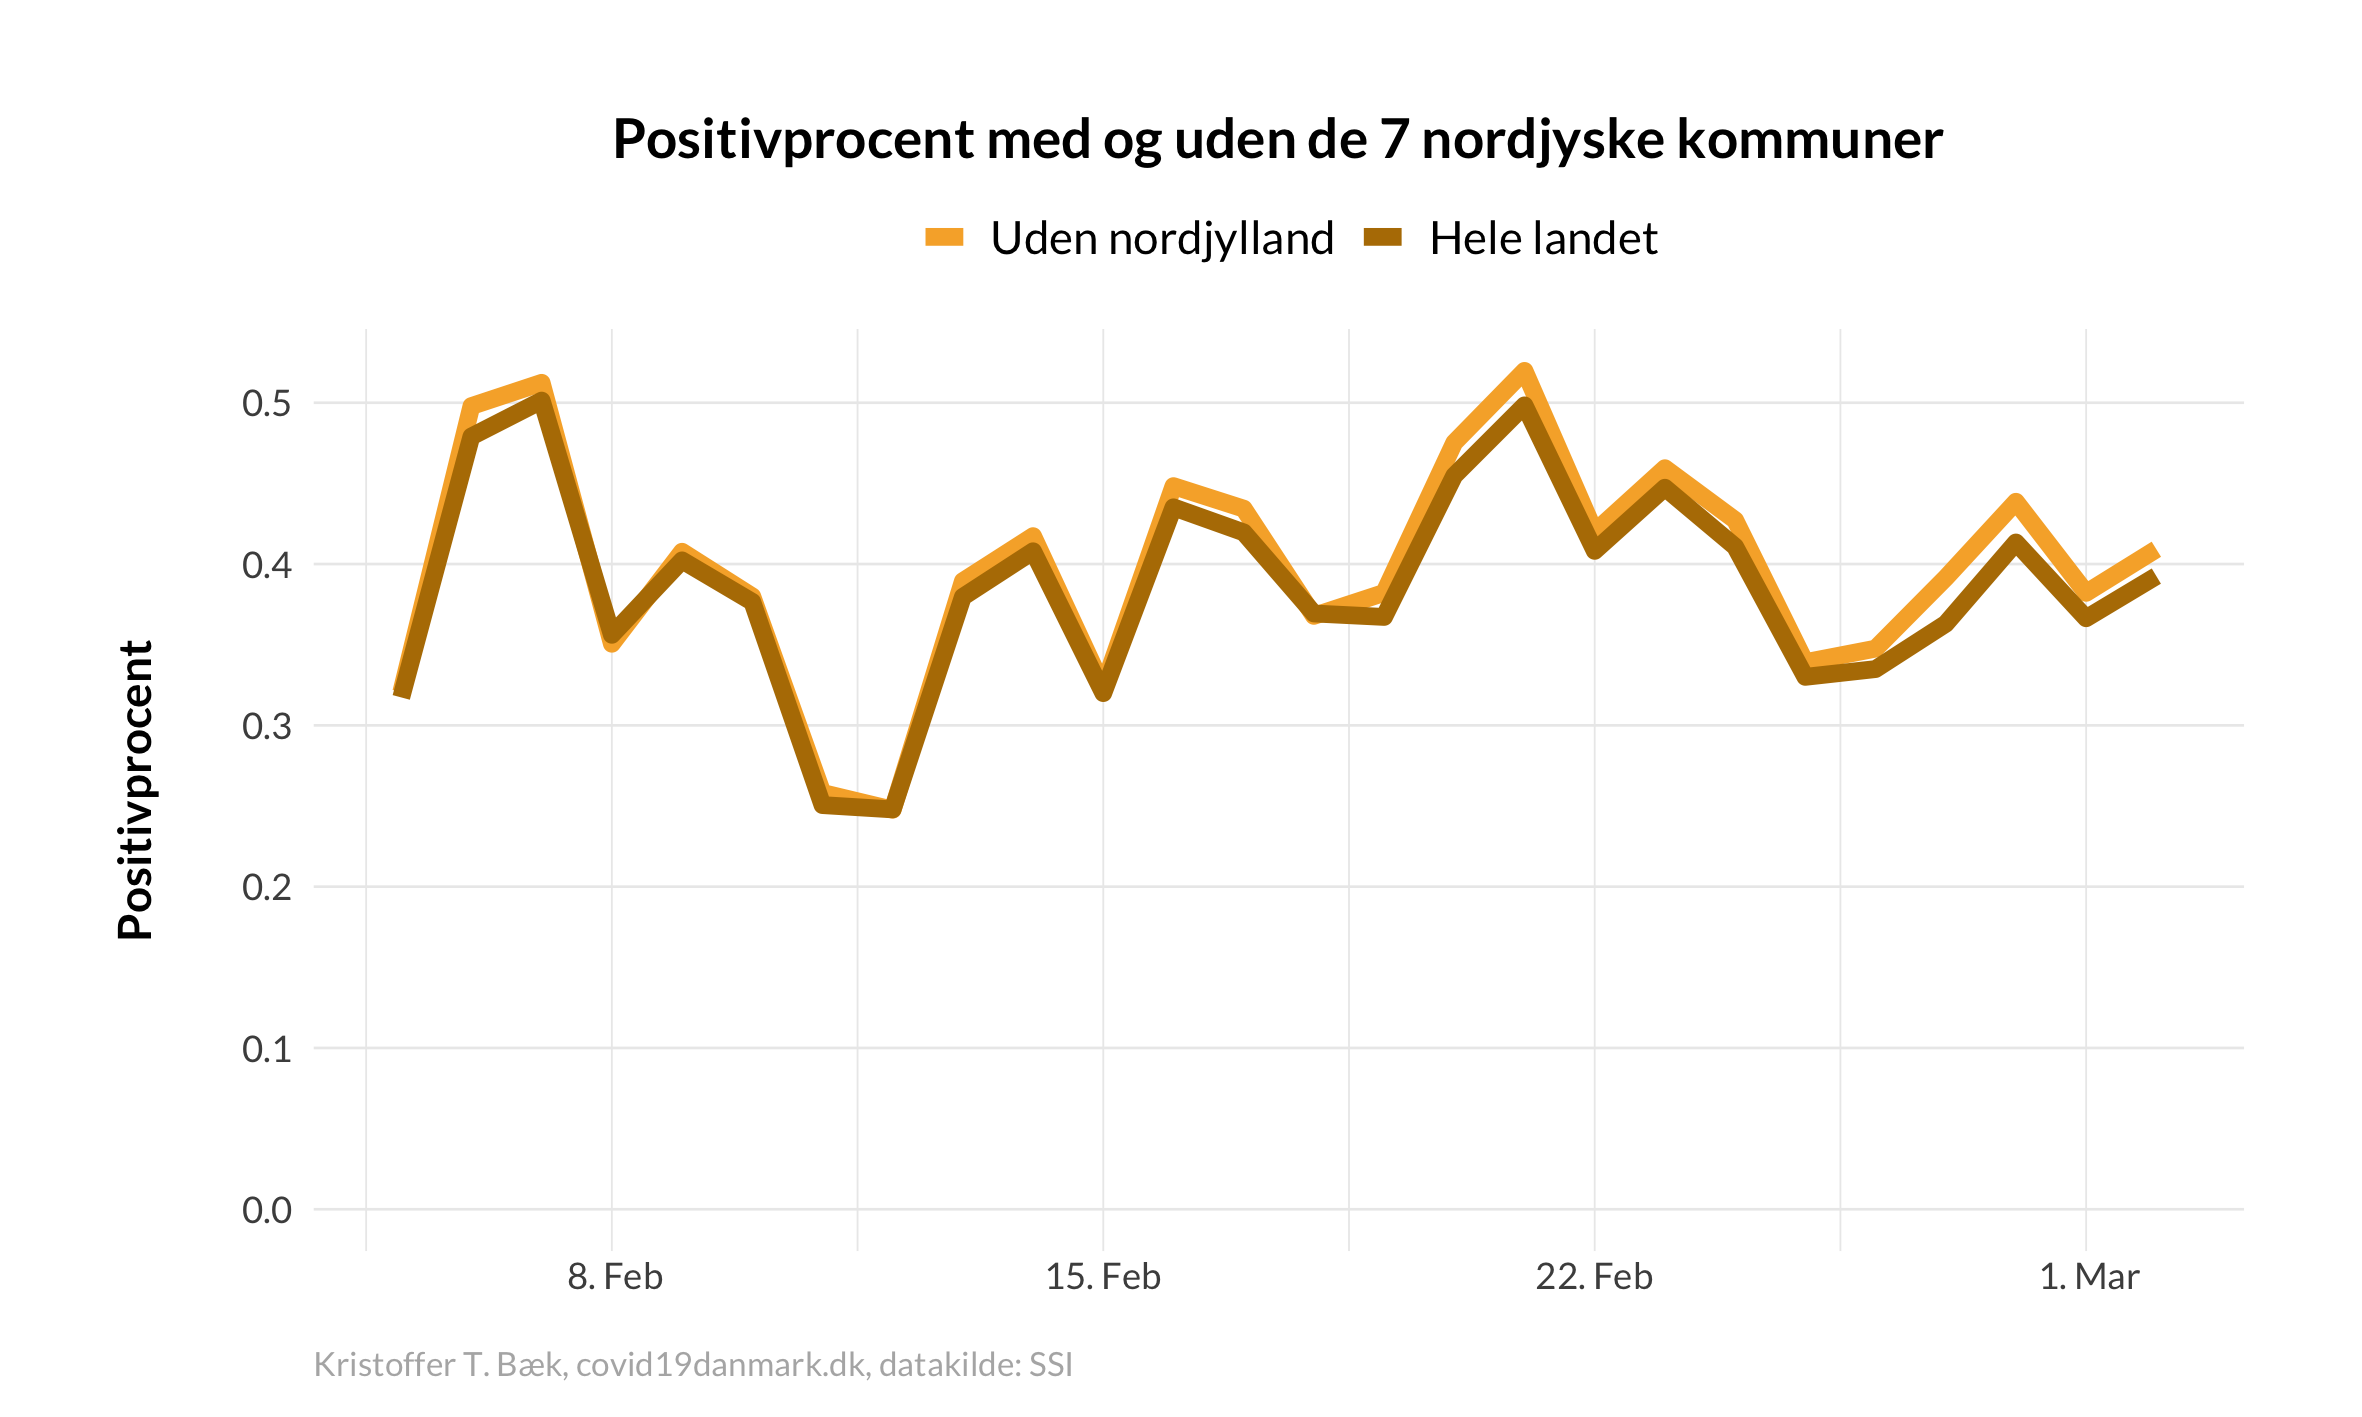 Positivprocent med og uden de 7 nordjyske kommuner
Uden nordjylland Hele landet
Positivprocent
0.5
0.4
0.3
0.2
0.1
0.0
8. Feb 15. Feb 22. Feb 1. Mar
Kristoffer T. Bæk, covid19danmark.dk, datakilde: SSI